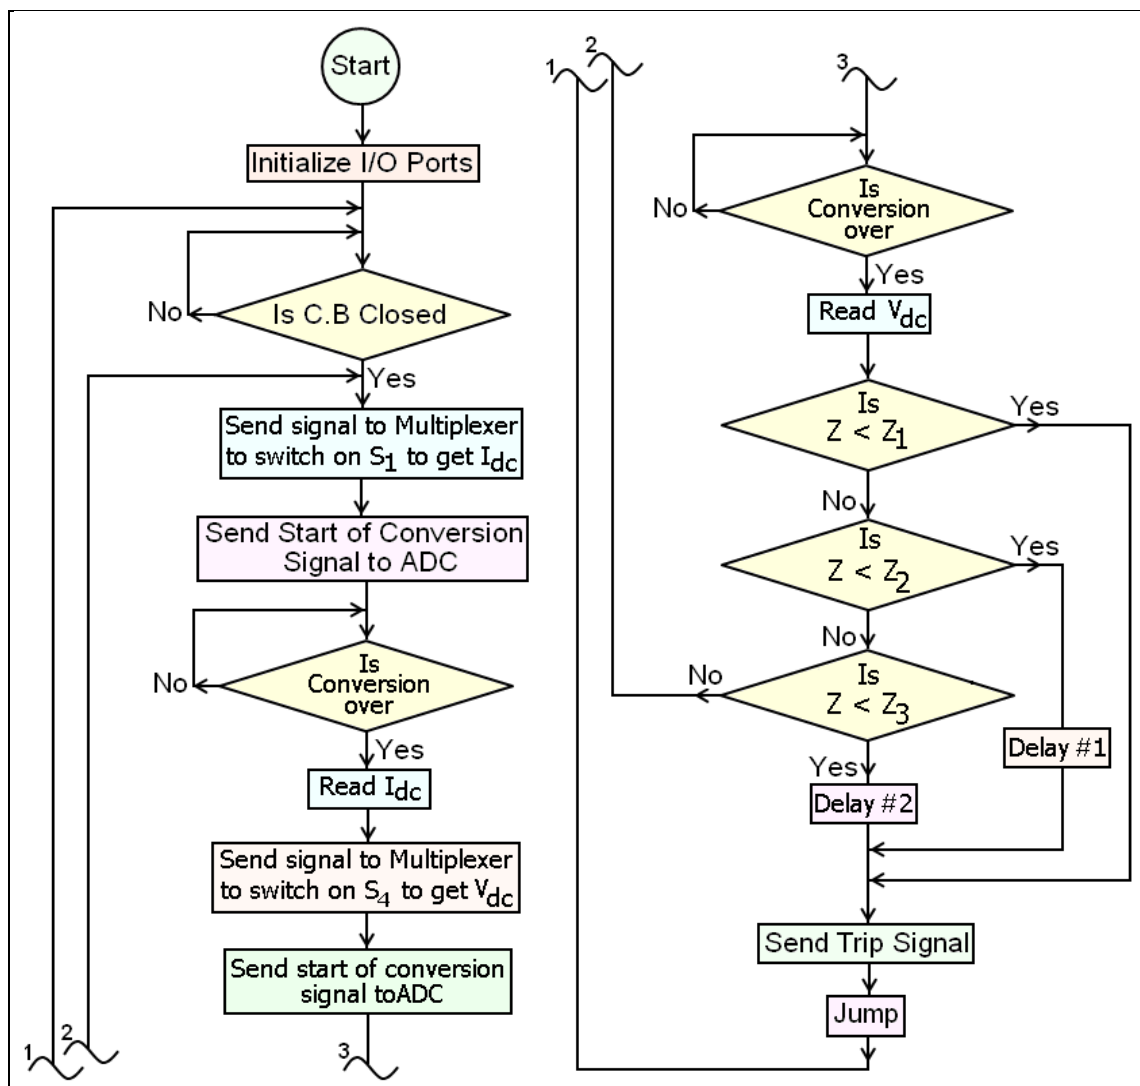 Start
Initialize I/O Ports
No
Is C.B Closed
Yes
Send signal to Multiplexer
to switch on S1 to get Idc
Send Start of Conversion
Signal to ADC
Is
Conversion
over
No
Yes
Read Idc
Send signal to Multiplexer
to switch on S4 to get Vdc
Send start of conversion
signal toADC
1
2
3
1
2
3
Is
Conversion
over
No
Yes
Read Vdc
Is
Z < Z1
Yes
No
Is
Z < Z2
Yes
No
Is
Z < Z3
No
Yes
Delay #1
Delay #2
Send Trip Signal
Jump